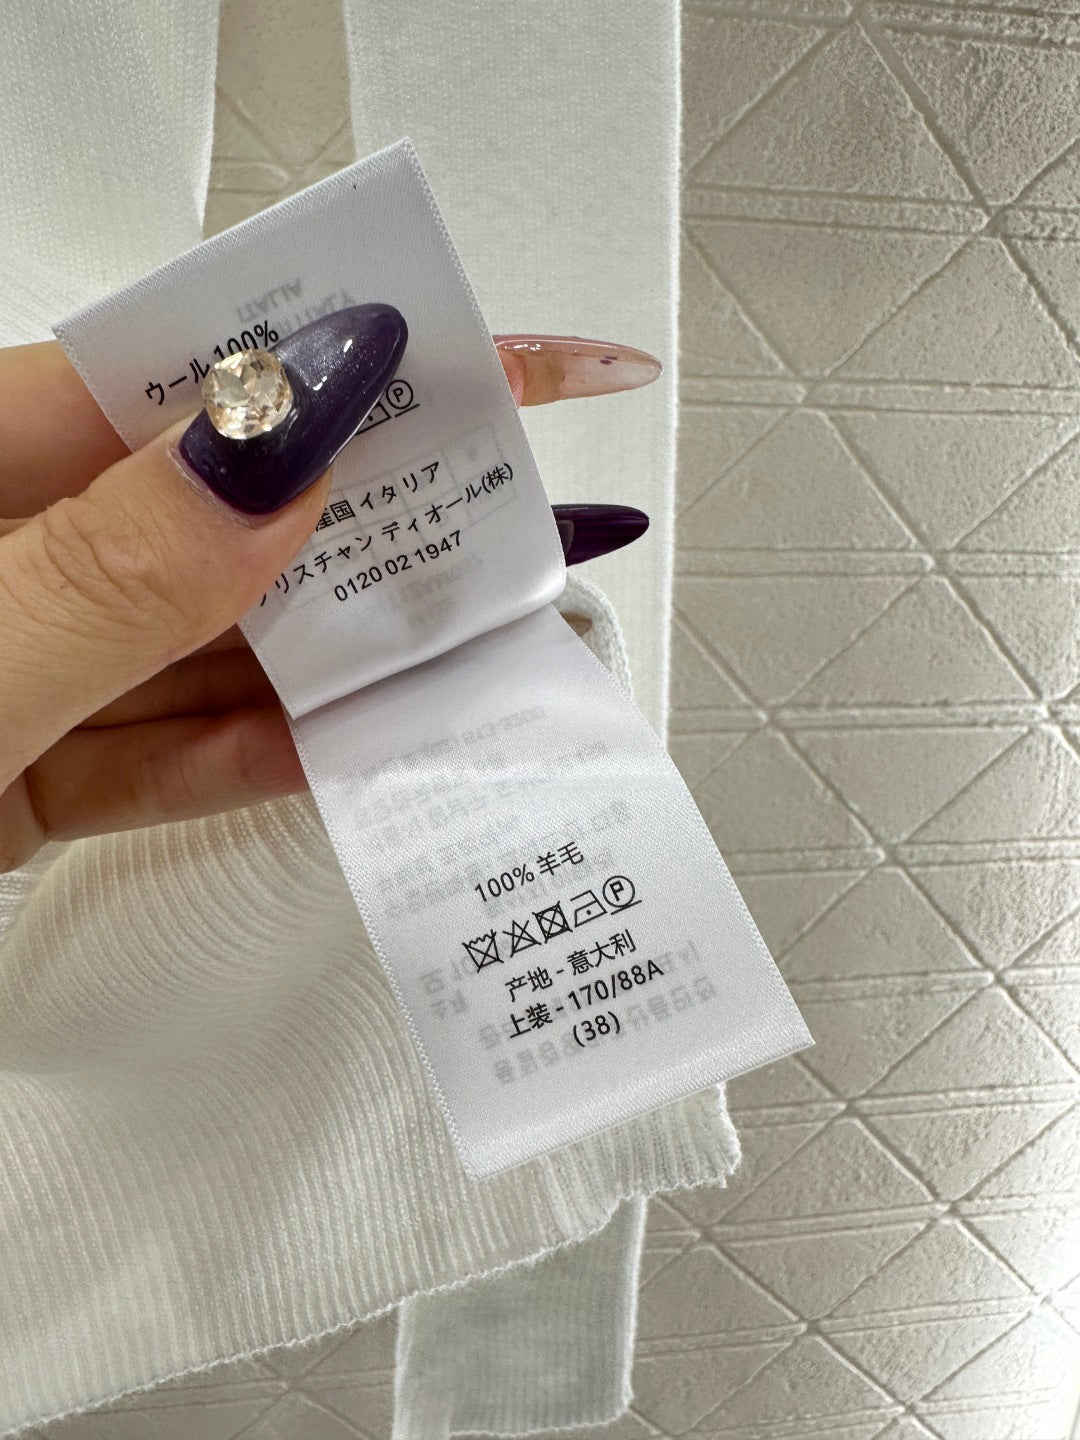 ウール 100%
P
産国 イタリア
リスチャン ディオール(株)
0120 02 1947
100% 羊毛
P
产地 - 意大利
上装 - 170/88A
(38)